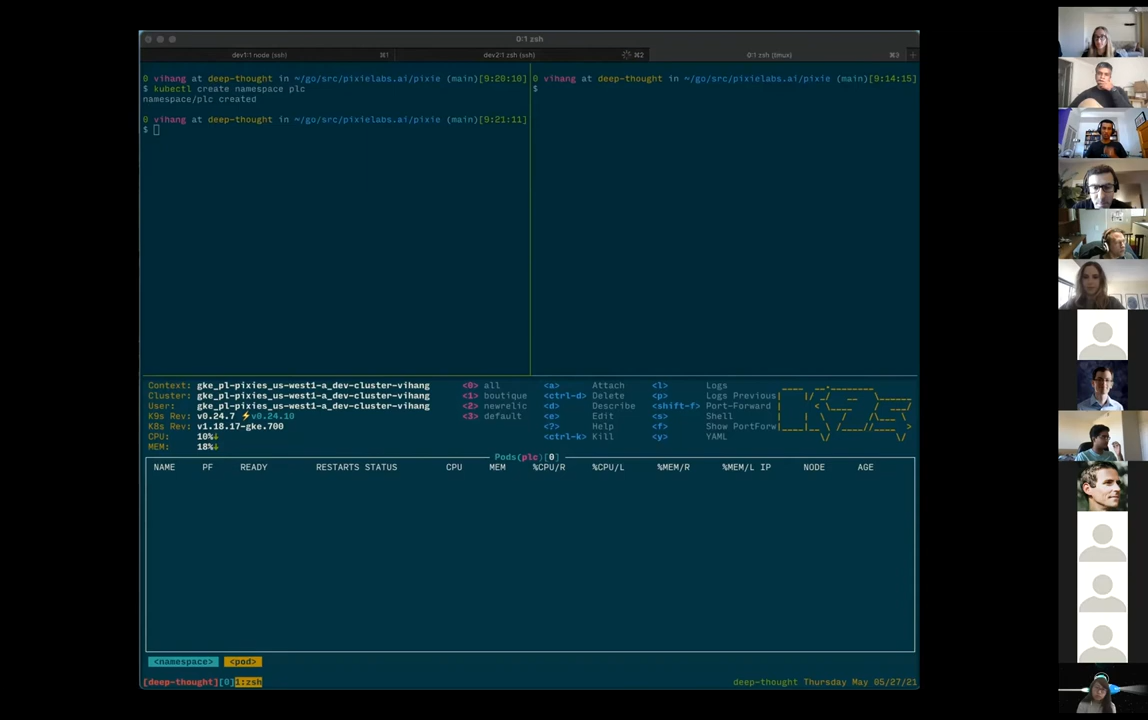 0:1 zsh
dev1:1 node (ssh) ⌘1 dev2:1 zsh (ssh) ⌘2 0:1 zsh (tmux) ⌘3 +
0 vihang at deep-thought in ~/go/src/pixielabs.ai/pixie (main)[9:20:10]
$ kubectl create namespace plc
namespace/plc created
0 vihang at deep-thought in ~/go/src/pixielabs.ai/pixie (main)[9:21:11]
$
0 vihang at deep-thought in ~/go/src/pixielabs.ai/pixie (main)[9:14:15]
$
Context: gke_pl-pixies_us-west1-a_dev-cluster-vihang <0> all <a> Attach <l> Logs
Cluster: gke_pl-pixies_us-west1-a_dev-cluster-vihang <1> boutique <ctrl-d> Delete <p> Logs Previous
User: gke_pl-pixies_us-west1-a_dev-cluster-vihang <2> newrelic <d> Describe <shift-f> Port-Forward
K9s Rev: v0.24.7 ⚡v0.24.10 <3> default <e> Edit <s> Shell
K8s Rev: v1.18.17-gke.700 <?> Help <f> Show PortForw
CPU: 10%↓ <ctrl-k> Kill <y> YAML
MEM: 18%↓
Pods(plc)[0]
NAME PF READY RESTARTS STATUS CPU MEM %CPU/R %CPU/L %MEM/R %MEM/L IP NODE AGE
<namespace> <pod>
[deep-thought][0]1:zsh deep-thought Thursday May 05/27/21